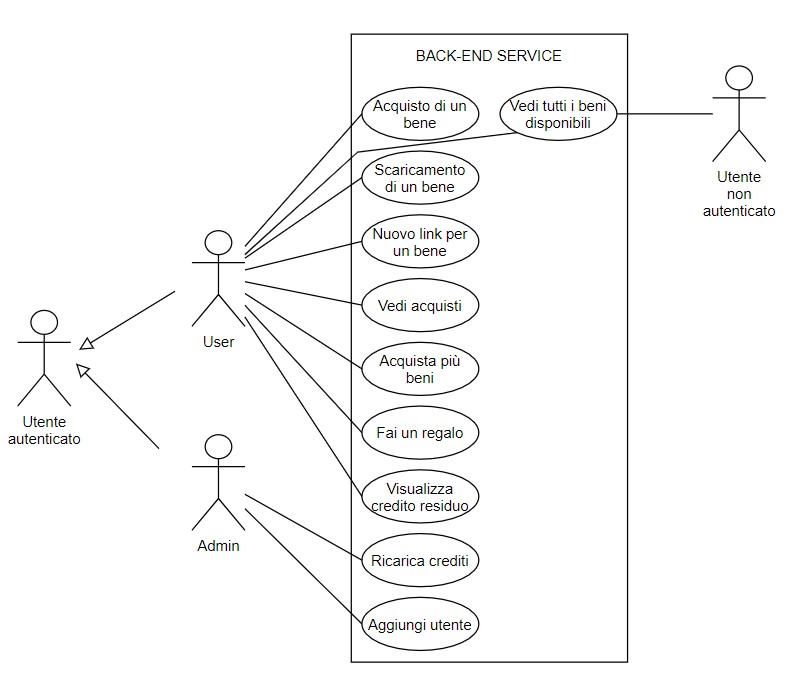 BACK-END SERVICE
Acquisto di un
bene
Vedi tutti i beni
disponibili
Utente
non
autenticato
Scaricamento
di un bene
Nuovo link per
un bene
Vedi acquisti
User
Acquista più
beni
Utente
autenticato
Fai un regalo
Visualizza
credito residuo
Admin
Ricarica crediti
Aggiungi utente